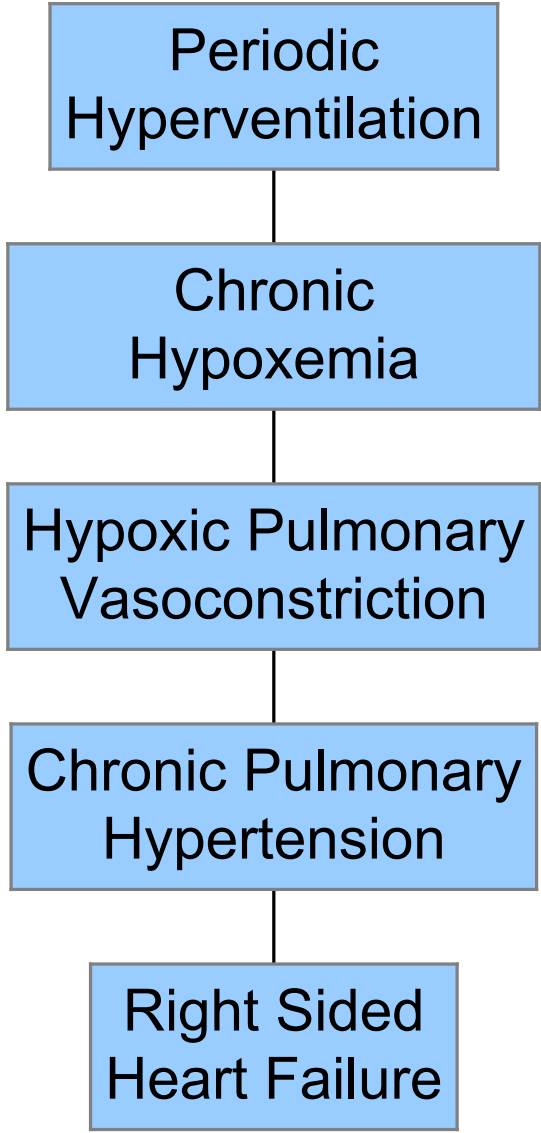 Periodic
Hyperventilation
Chronic
Hypoxemia
Hypoxic Pulmonary
Vasoconstriction
Chronic Pulmonary
Hypertension
Right Sided
Heart Failure